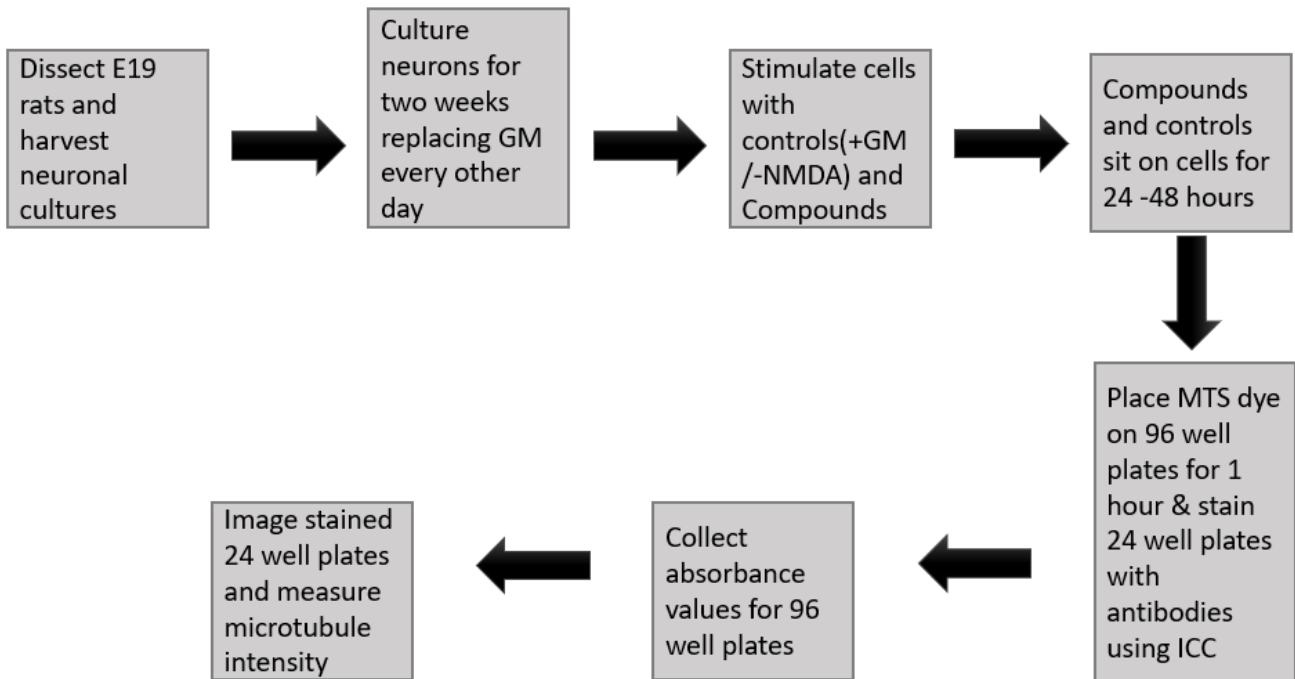 Dissect E19
rats and
harvest
neuronal
cultures
Culture
neurons for
two weeks
replacing GM
every other
day
Stimulate cells
with
controls(+GM
/-NMDA) and
Compounds
Compounds
and controls
sit on cells for
24 -48 hours
Place MTS dye
on 96 well
plates for 1
hour & stain
24 well plates
with
antibodies
using ICC
Collect
absorbance
values for 96
well plates
Image stained
24 well plates
and measure
microtubule
intensity